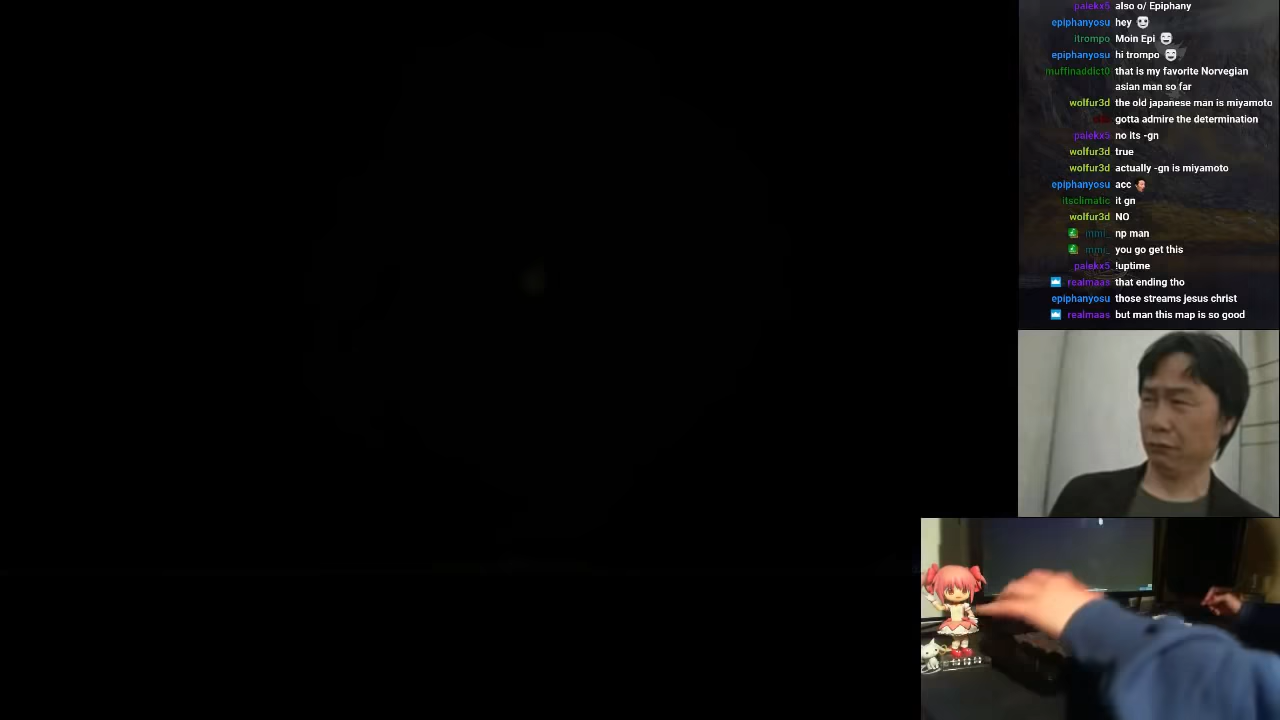 palekx5 also o/ Epiphany
epiphanyosu hey
itrompo Moin Epi
epiphanyosu hi trompo
muffinaddict0 that is my favorite Norvegian
asian man so far
wolfur3d the old japanese man is miyamoto
gotta admire the determination
palekx5 no its -gn
wolfur3d true
wolfur3d actually -gn is miyamoto
epiphanyosu acc
itsclimatic it gn
wolfur3d NO
mmi_ np man
mmi_ you go get this
palekx5 !uptime
realmaas that ending tho
epiphanyosu those streams jesus christ
realmaas but man this map is so good